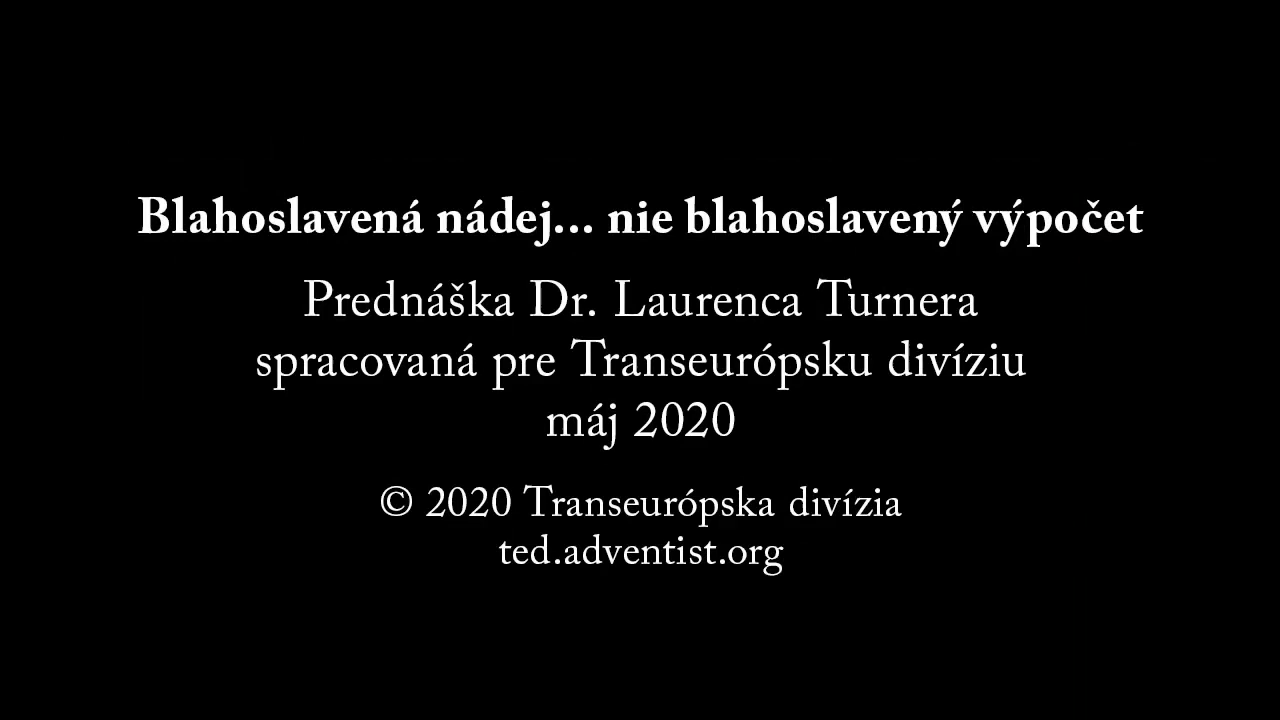 Blahoslavená nádej... nie blahoslavený výpočet
Prednáška Dr. Laurenca Turnera
spracovaná pre Transeurópsku divíziu
máj 2020
© 2020 Transeurópska divízia
ted.adventist.org